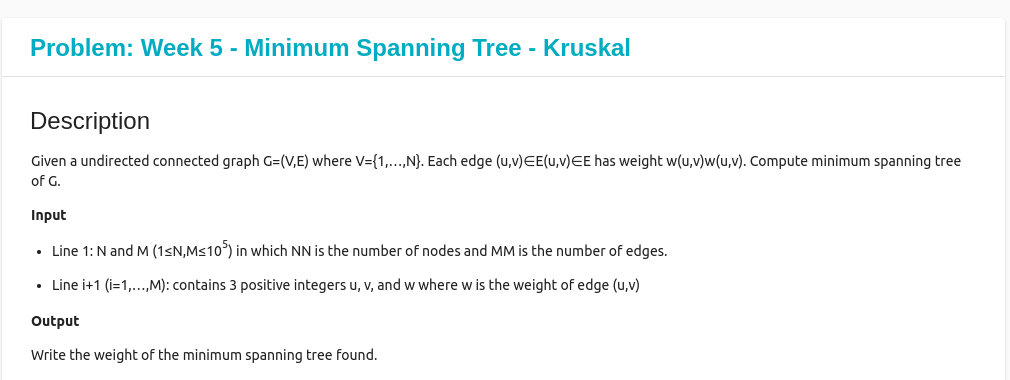 Problem: Week 5 - Minimum Spanning Tree - Kruskal
Description
Given a undirected connected graph G=(V,E) where V={1,…,N}. Each edge (u,v)∈E(u,v)∈E has weight w(u,v)w(u,v). Compute minimum spanning tree
of G.
Input
• Line 1: N and M (1≤N,M≤10⁵) in which NN is the number of nodes and MM is the number of edges.
• Line i+1 (i=1,…,M): contains 3 positive integers u, v, and w where w is the weight of edge (u,v)
Output
Write the weight of the minimum spanning tree found.